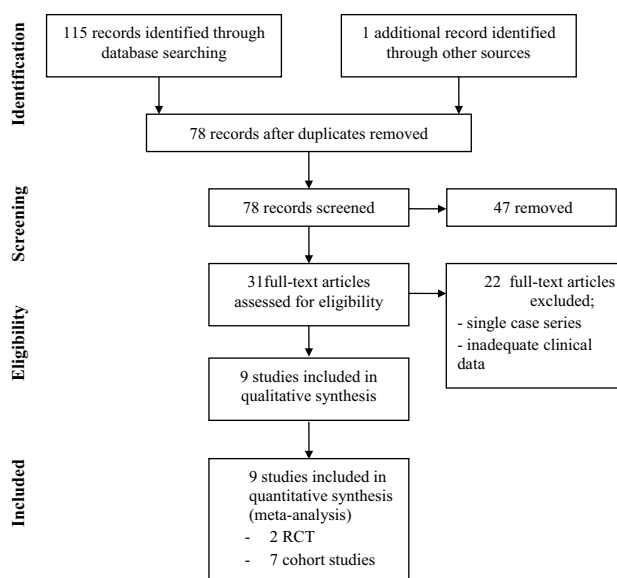 Identification
115 records identified through
database searching
1 additional record identified
through other sources
78 records after duplicates removed
Screening
78 records screened
47 removed
Eligibility
31full-text articles
assessed for eligibility
22 full-text articles
excluded;
- single case series
- inadequate clinical
data
9 studies included in
qualitative synthesis
Included
9 studies included in
quantitative synthesis
(meta-analysis)
- 2 RCT
- 7 cohort studies